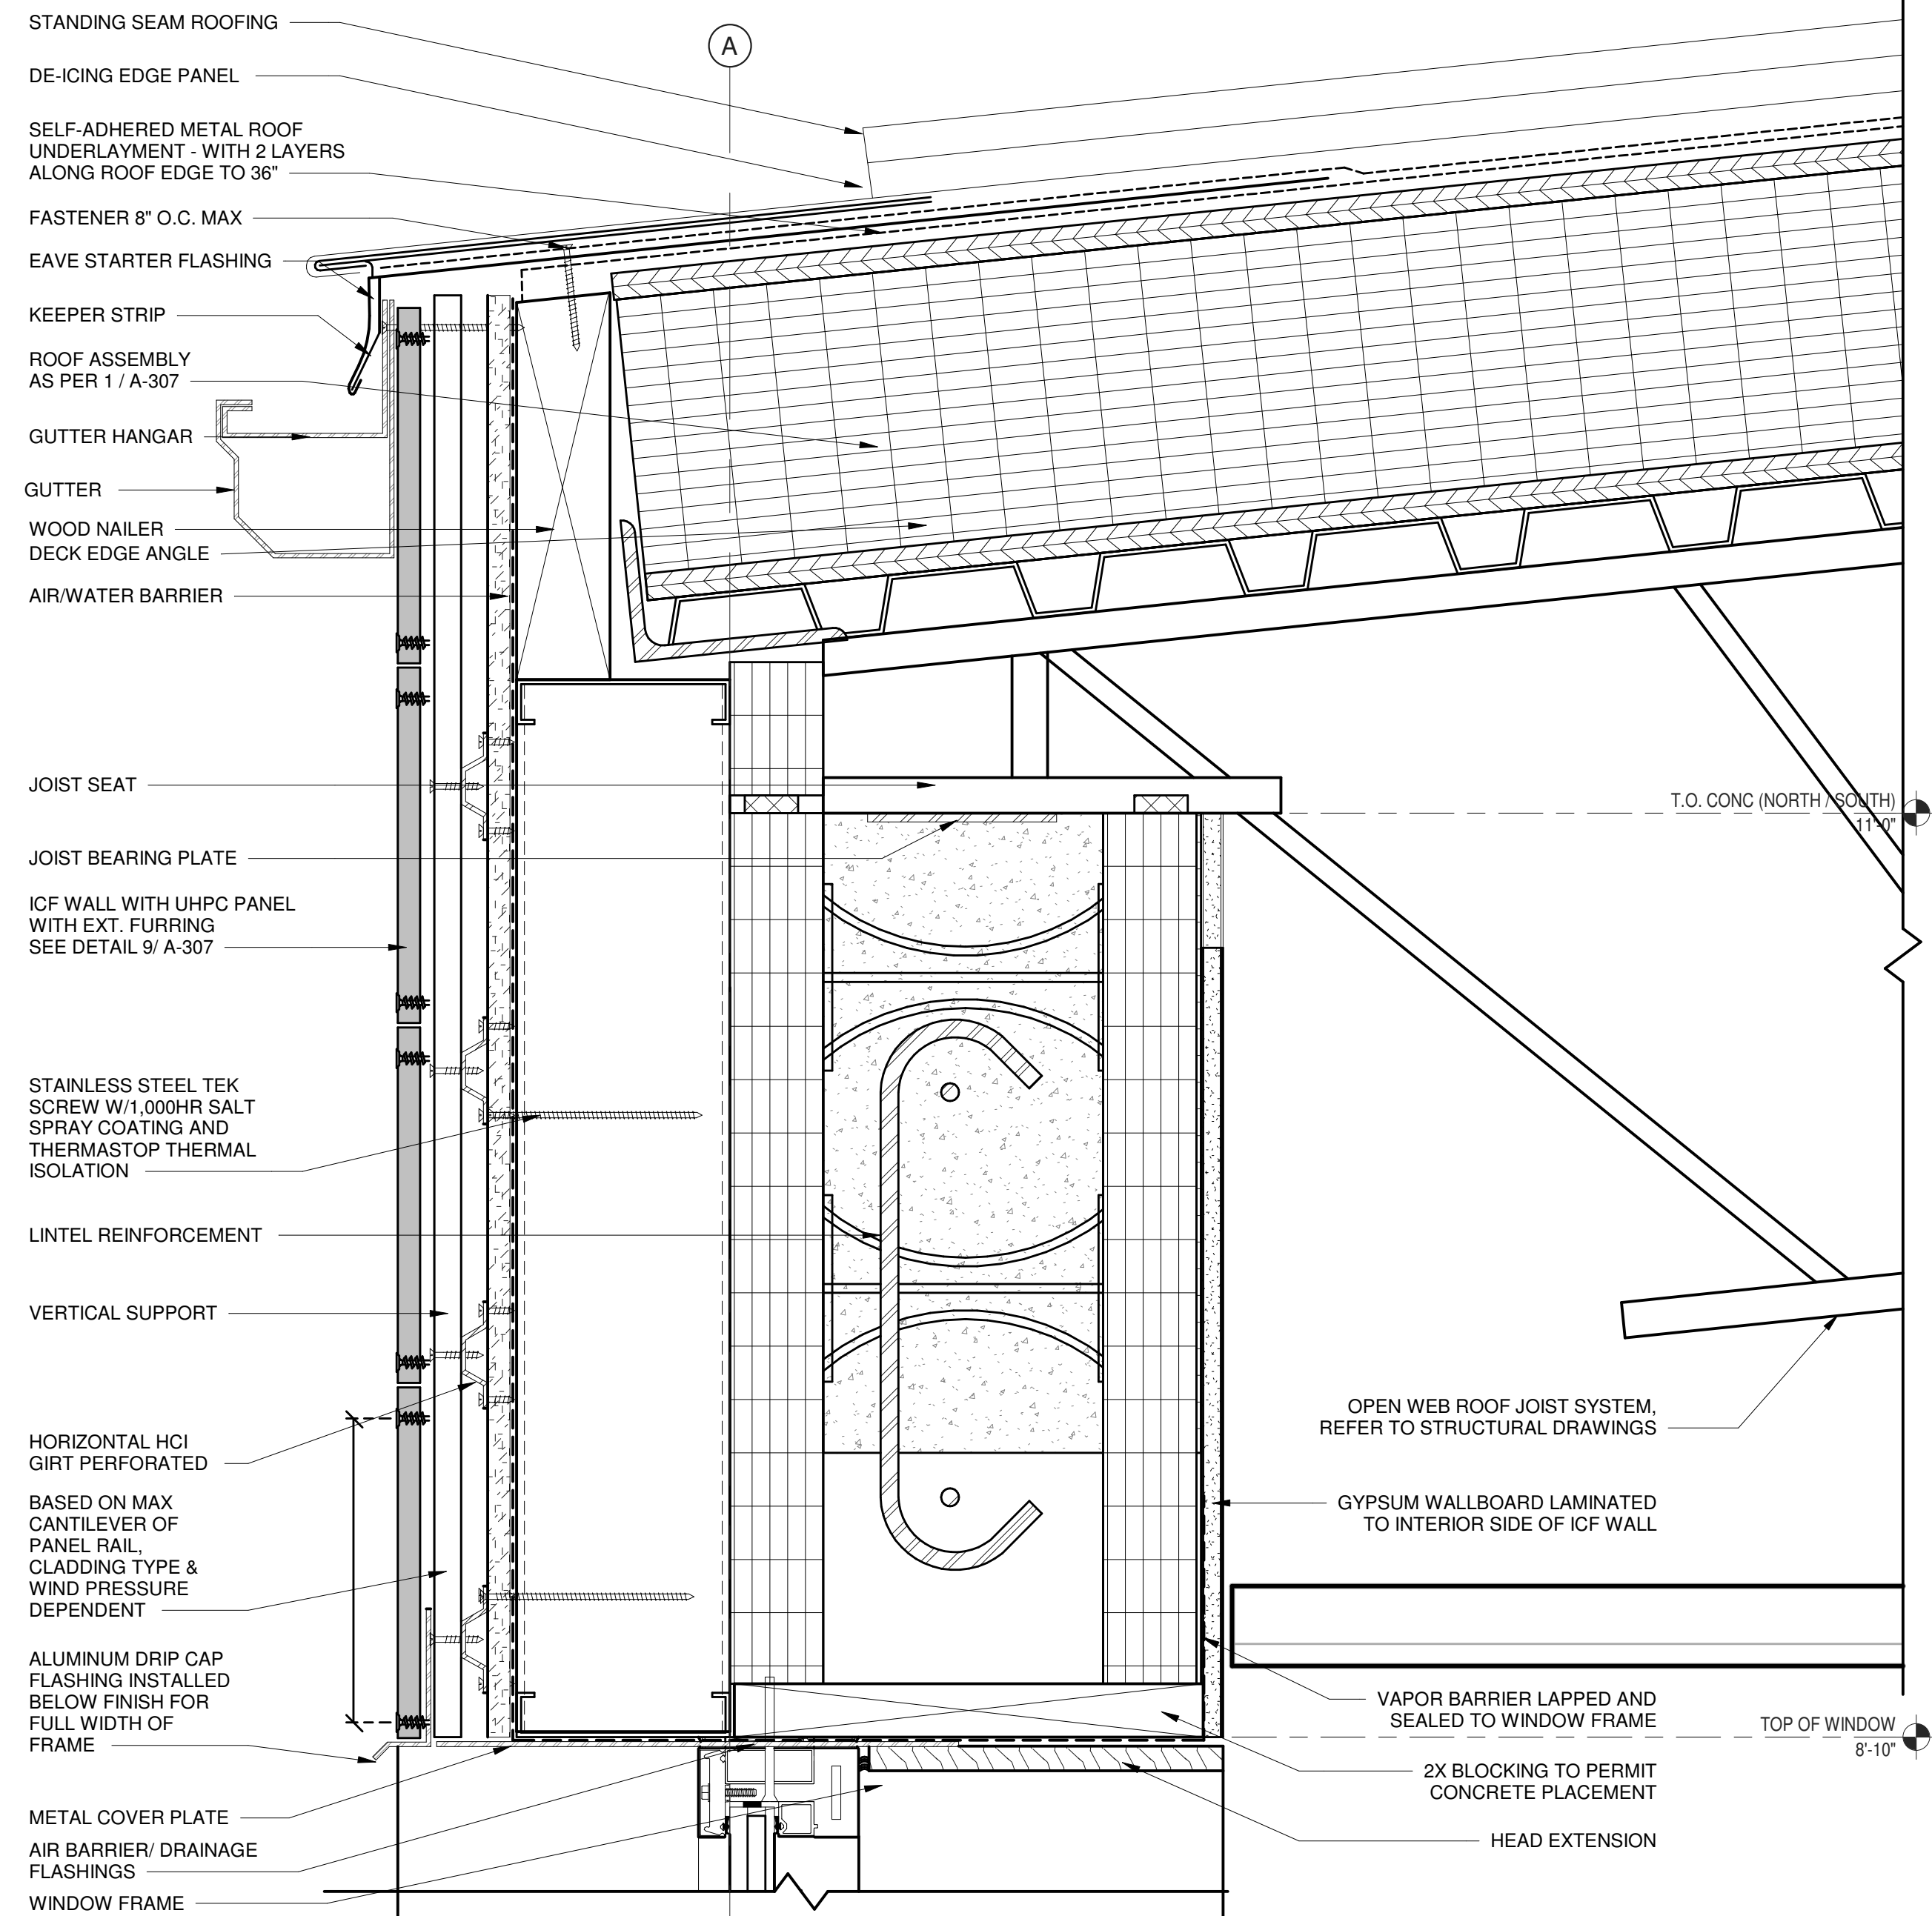 STANDING SEAM ROOFING
A
DE-ICING EDGE PANEL
SELF-ADHERED METAL ROOF
UNDERLAYMENT - WITH 2 LAYERS
ALONG ROOF EDGE TO 36"
FASTENER 8" O.C. MAX
EAVE STARTER FLASHING
KEEPER STRIP
ROOF ASSEMBLY
AS PER 1 / A-307
GUTTER HANGAR
GUTTER
WOOD NAILER
DECK EDGE ANGLE
AIR/WATER BARRIER
JOIST SEAT
JOIST BEARING PLATE
ICF WALL WITH UHPC PANEL
WITH EXT. FURRING
SEE DETAIL 9/ A-307
STAINLESS STEEL TEK
SCREW W/1,000HR SALT
SPRAY COATING AND
THERMASTOP THERMAL
ISOLATION
LINTEL REINFORCEMENT
VERTICAL SUPPORT
HORIZONTAL HCI
GIRT PERFORATED
BASED ON MAX
CANTILEVER OF
PANEL RAIL,
CLADDING TYPE &
WIND PRESSURE
DEPENDENT
ALUMINUM DRIP CAP
FLASHING INSTALLED
BELOW FINISH FOR
FULL WIDTH OF
FRAME
METAL COVER PLATE
AIR BARRIER/ DRAINAGE
FLASHINGS
WINDOW FRAME
T.O. CONC (NORTH / SOUTH)
11'-0"
OPEN WEB ROOF JOIST SYSTEM,
REFER TO STRUCTURAL DRAWINGS
GYPSUM WALLBOARD LAMINATED
TO INTERIOR SIDE OF ICF WALL
VAPOR BARRIER LAPPED AND
SEALED TO WINDOW FRAME
TOP OF WINDOW
8'-10"
2X BLOCKING TO PERMIT
CONCRETE PLACEMENT
HEAD EXTENSION